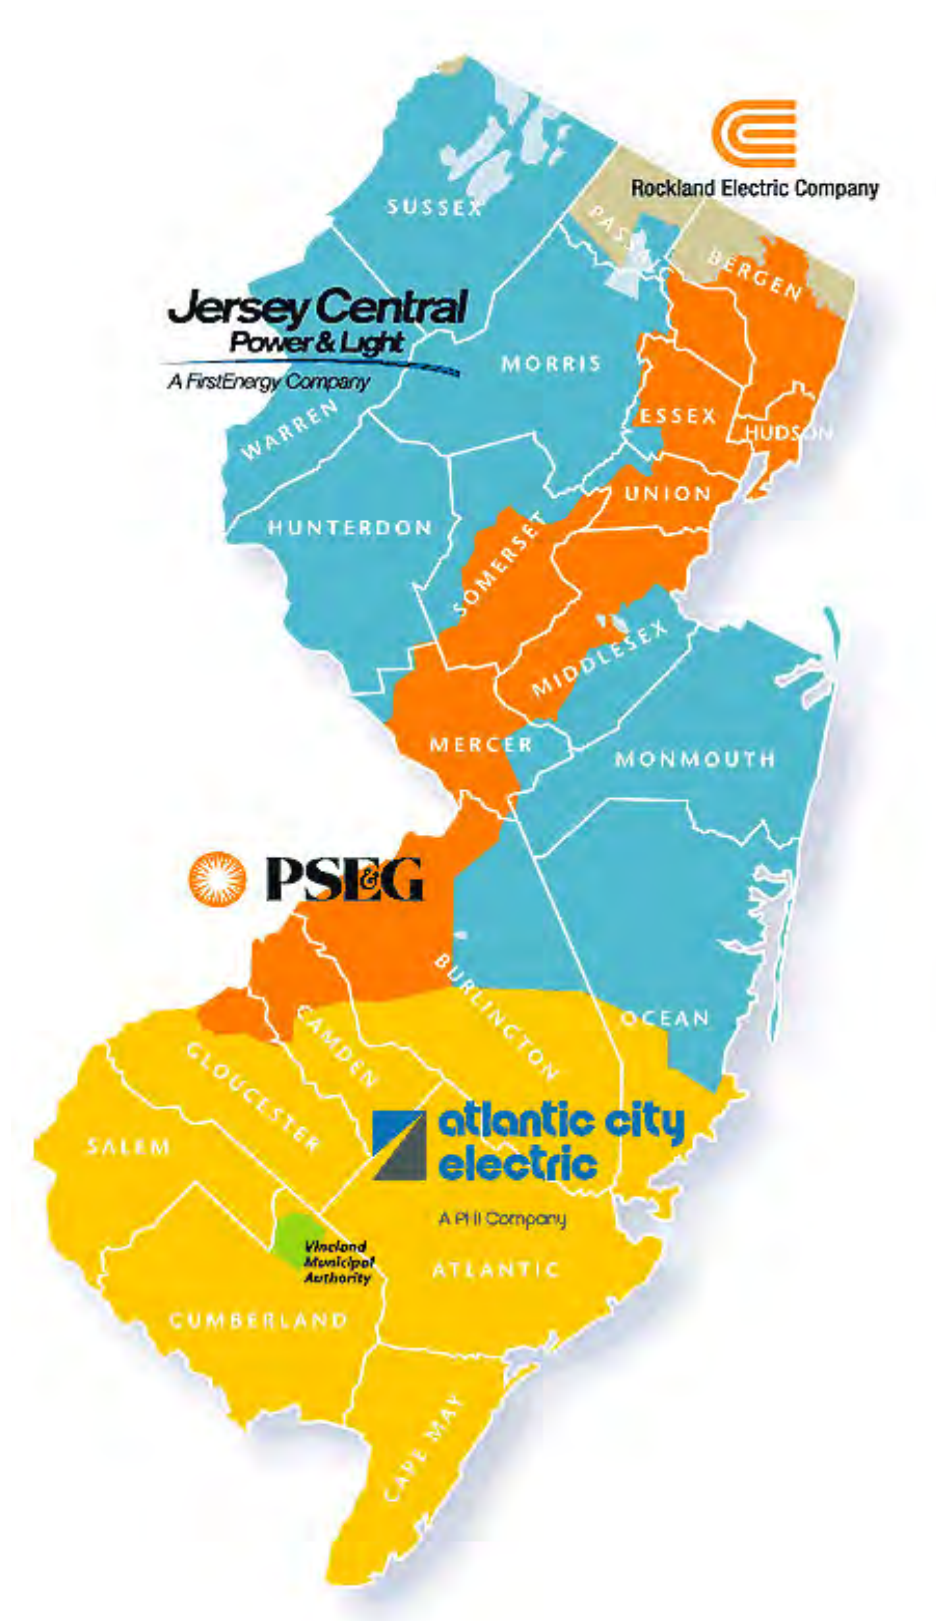 Rockland Electric Company
SUSSEX
PASSAIC
BERGEN
Jersey Central
Power & Light
A FirstEnergy Company
MORRIS
WARREN
ESSEX
HUDSON
UNION
HUNTERDON
SOMERSET
MIDDLESEX
MERCER
MONMOUTH
PSE&G
BURLINGTON
OCEAN
CAMDEN
GLOUCESTER
SALEM
atlantic city
electric
A PHI Company
Vineland
Municipal
Authority
ATLANTIC
CUMBERLAND
CAPE MAY